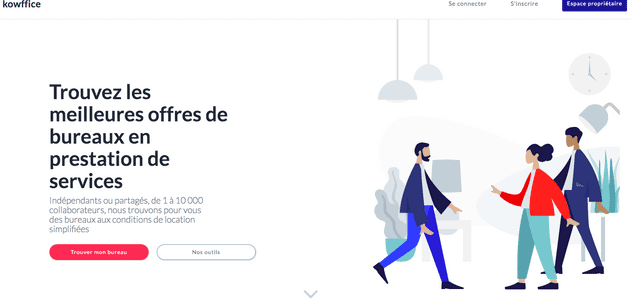 kowffice
Se connecter
S'inscrire
Espace propriétaire
Trouvez les
meilleures offres de
bureaux en
prestation de
services
Indépendants ou partagés, de 1 à 10 000
collaborateurs, nous trouvons pour vous
des bureaux aux conditions de location
simplifiées
Trouver mon bureau
Nos outils